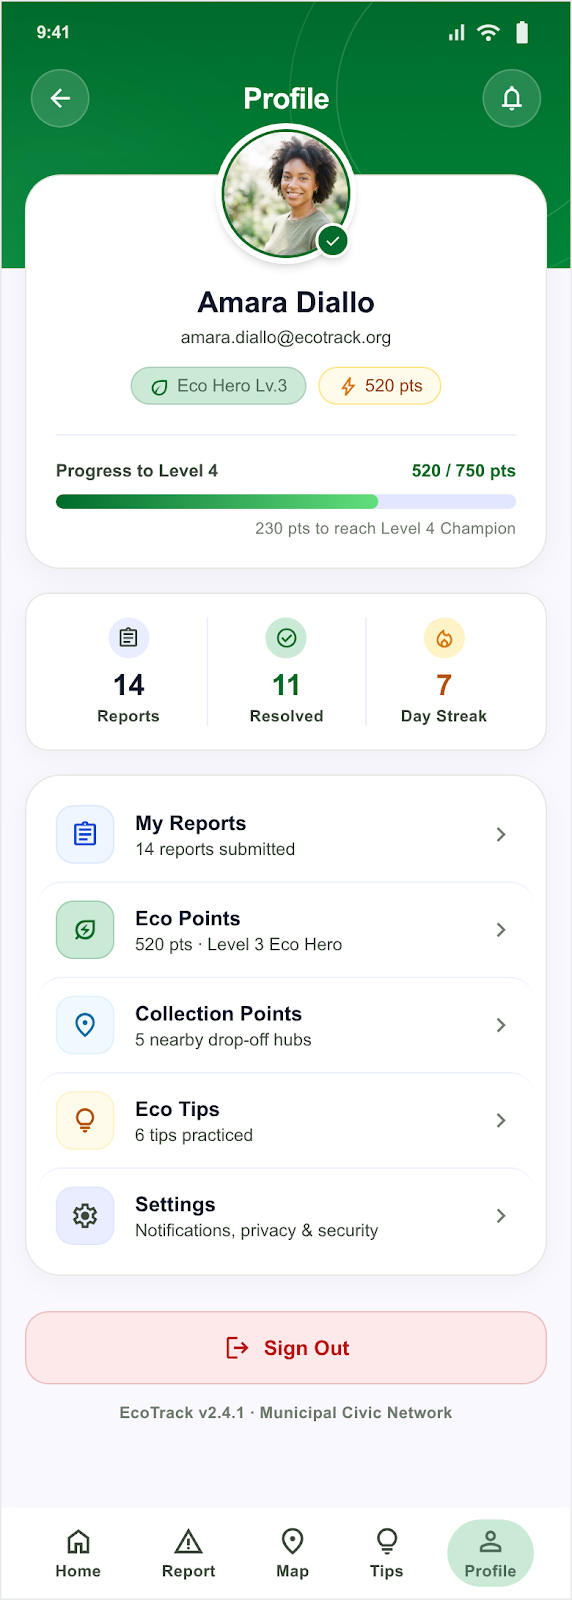 9:41
Profile
Amara Diallo
amara.diallo@ecotrack.org
Eco Hero Lv.3
520 pts
Progress to Level 4
520 / 750 pts
230 pts to reach Level 4 Champion
14
Reports
11
Resolved
7
Day Streak
My Reports
14 reports submitted
Eco Points
520 pts · Level 3 Eco Hero
Collection Points
5 nearby drop-off hubs
Eco Tips
6 tips practiced
Settings
Notifications, privacy & security
Sign Out
EcoTrack v2.4.1 · Municipal Civic Network
Home
Report
Map
Tips
Profile